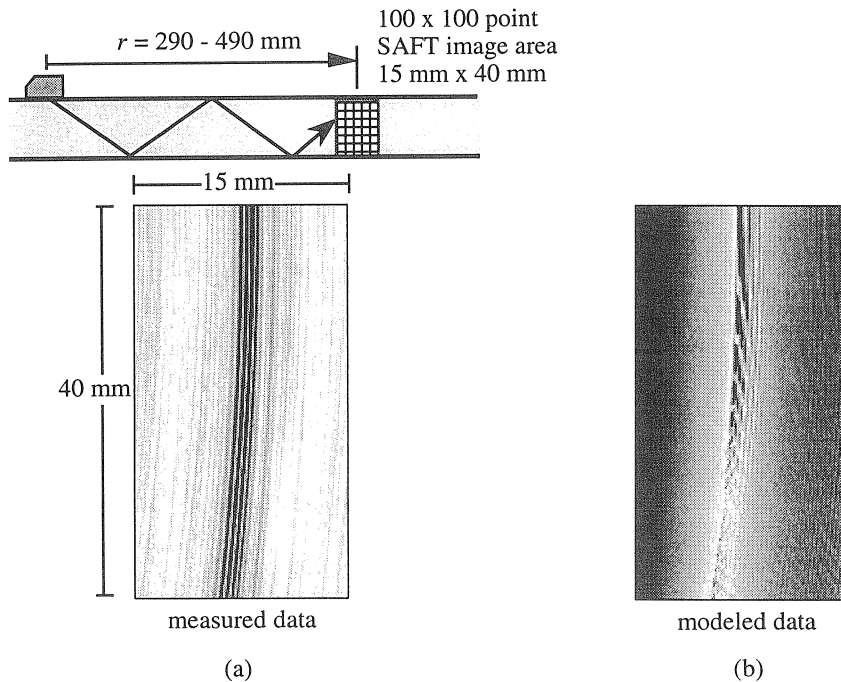 r = 290 - 490 mm
100 x 100 point
SAFT image area
15 mm x 40 mm
15 mm
40 mm
measured data
modeled data
(a)
(b)